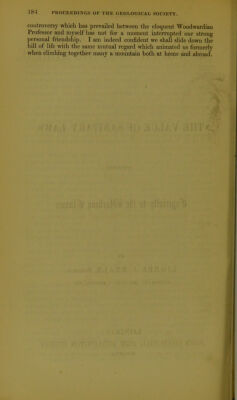 184 PROCEEDINGS OF THE GEOLOGICAL SOCIETY.
controversy which has prevailed between the eloquent Woodwardian
Professor and myself has not for a moment interrupted our strong
personal friendship. I am indeed confident we shall slide down the
hill of life with the same mutual regard which animated us formerly
when climbing together many a mountain both at home and abroad.